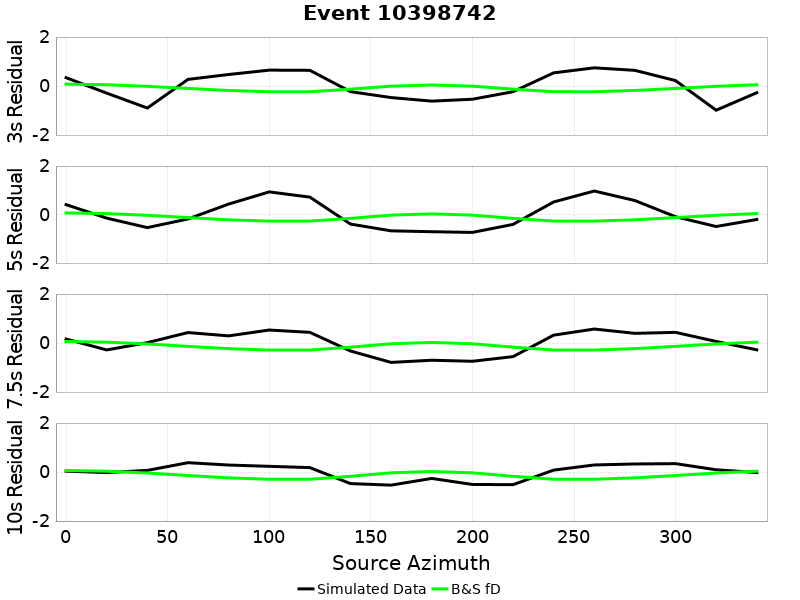 Event 10398742
3s Residual
2
0
-2
5s Residual
2
0
-2
7.5s Residual
2
0
-2
10s Residual
2
0
-2
0 50 100 150 200 250 300
Source Azimuth
Simulated Data B&S fD